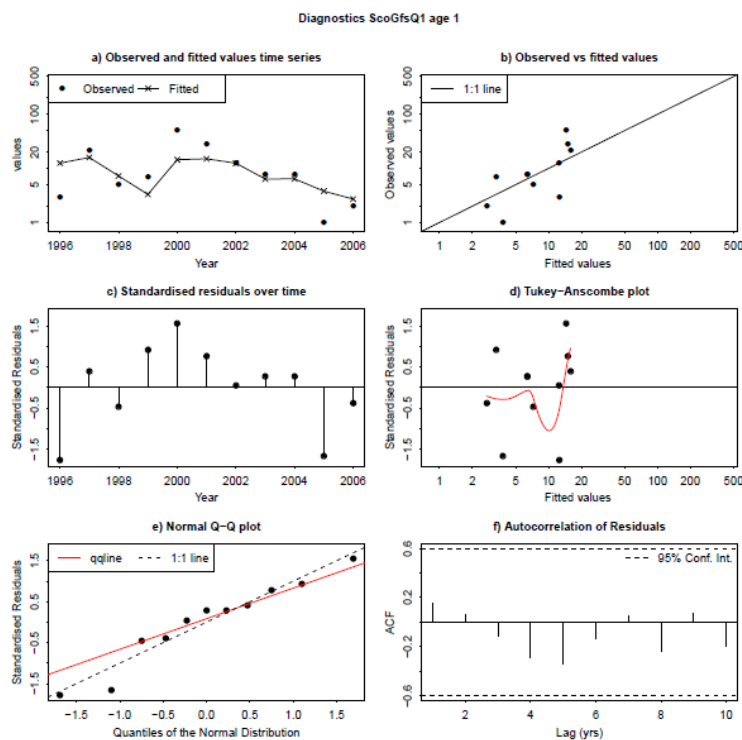 Diagnostics ScoGfsQ1 age 1
a) Observed and fitted values time series
Observed Fitted
values
500
100
20
5
1
1996 1998 2000 2002 2004 2006
Year
b) Observed vs fitted values
1:1 line
Observed values
500
100
20
5
1
1 2 5 10 20 50 100 200 500
Fitted values
c) Standardised residuals over time
Standardised Residuals
1.5
0.5
−0.5
−1.5
1996 1998 2000 2002 2004 2006
Year
d) Tukey−Anscombe plot
Standardised Residuals
1.5
0.5
−0.5
−1.5
1 2 5 10 20 50 100 200 500
Fitted values
e) Normal Q−Q plot
qqline 1:1 line
Standardised Residuals
1.5
0.5
−0.5
−1.5
−1.5 −1.0 −0.5 0.0 0.5 1.0 1.5
Quantiles of the Normal Distribution
f) Autocorrelation of Residuals
95% Conf. Int.
ACF
0.6
0.2
−0.2
−0.6
2 4 6 8 10
Lag (yrs)